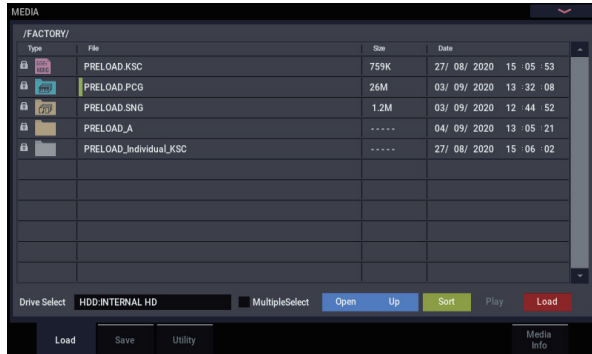 MEDIA
/FACTORY/
Type File Size Date
PRELOAD.KSC 759K 27/ 08/ 2020 15 :05 :53
PRELOAD.PCG 26M 03/ 09/ 2020 13 :32 :08
PRELOAD.SNG 1.2M 03/ 09/ 2020 12 :44 :52
PRELOAD_A - - - - - 04/ 09/ 2020 13 :05 :21
PRELOAD_Individual_KSC - - - - - 27/ 08/ 2020 15 :06 :02
Drive Select HDD:INTERNAL HD MultipleSelect Open Up Sort Play Load
Load Save Utility Media
Info